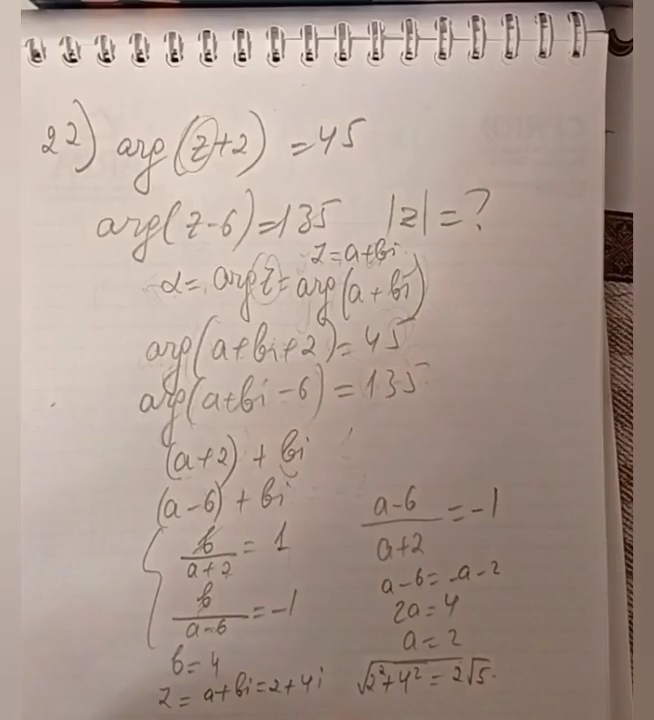 22) arg(z+2) = 45
arg(z-6)=135 |z|=?
z=a+bi
α= arg z= arg(a+bi)
arg(a+bi+2)=45
arg(a+bi-6)=135
(a+2)+bi
(a-6)+bi
b/(a+2) = 1
b/(a-6) = -1
b=4
z=a+bi=2+4i
(a-6)/(a+2) = -1
a-6=-a-2
2a=4
a=2
√(2²+4²)=2√5